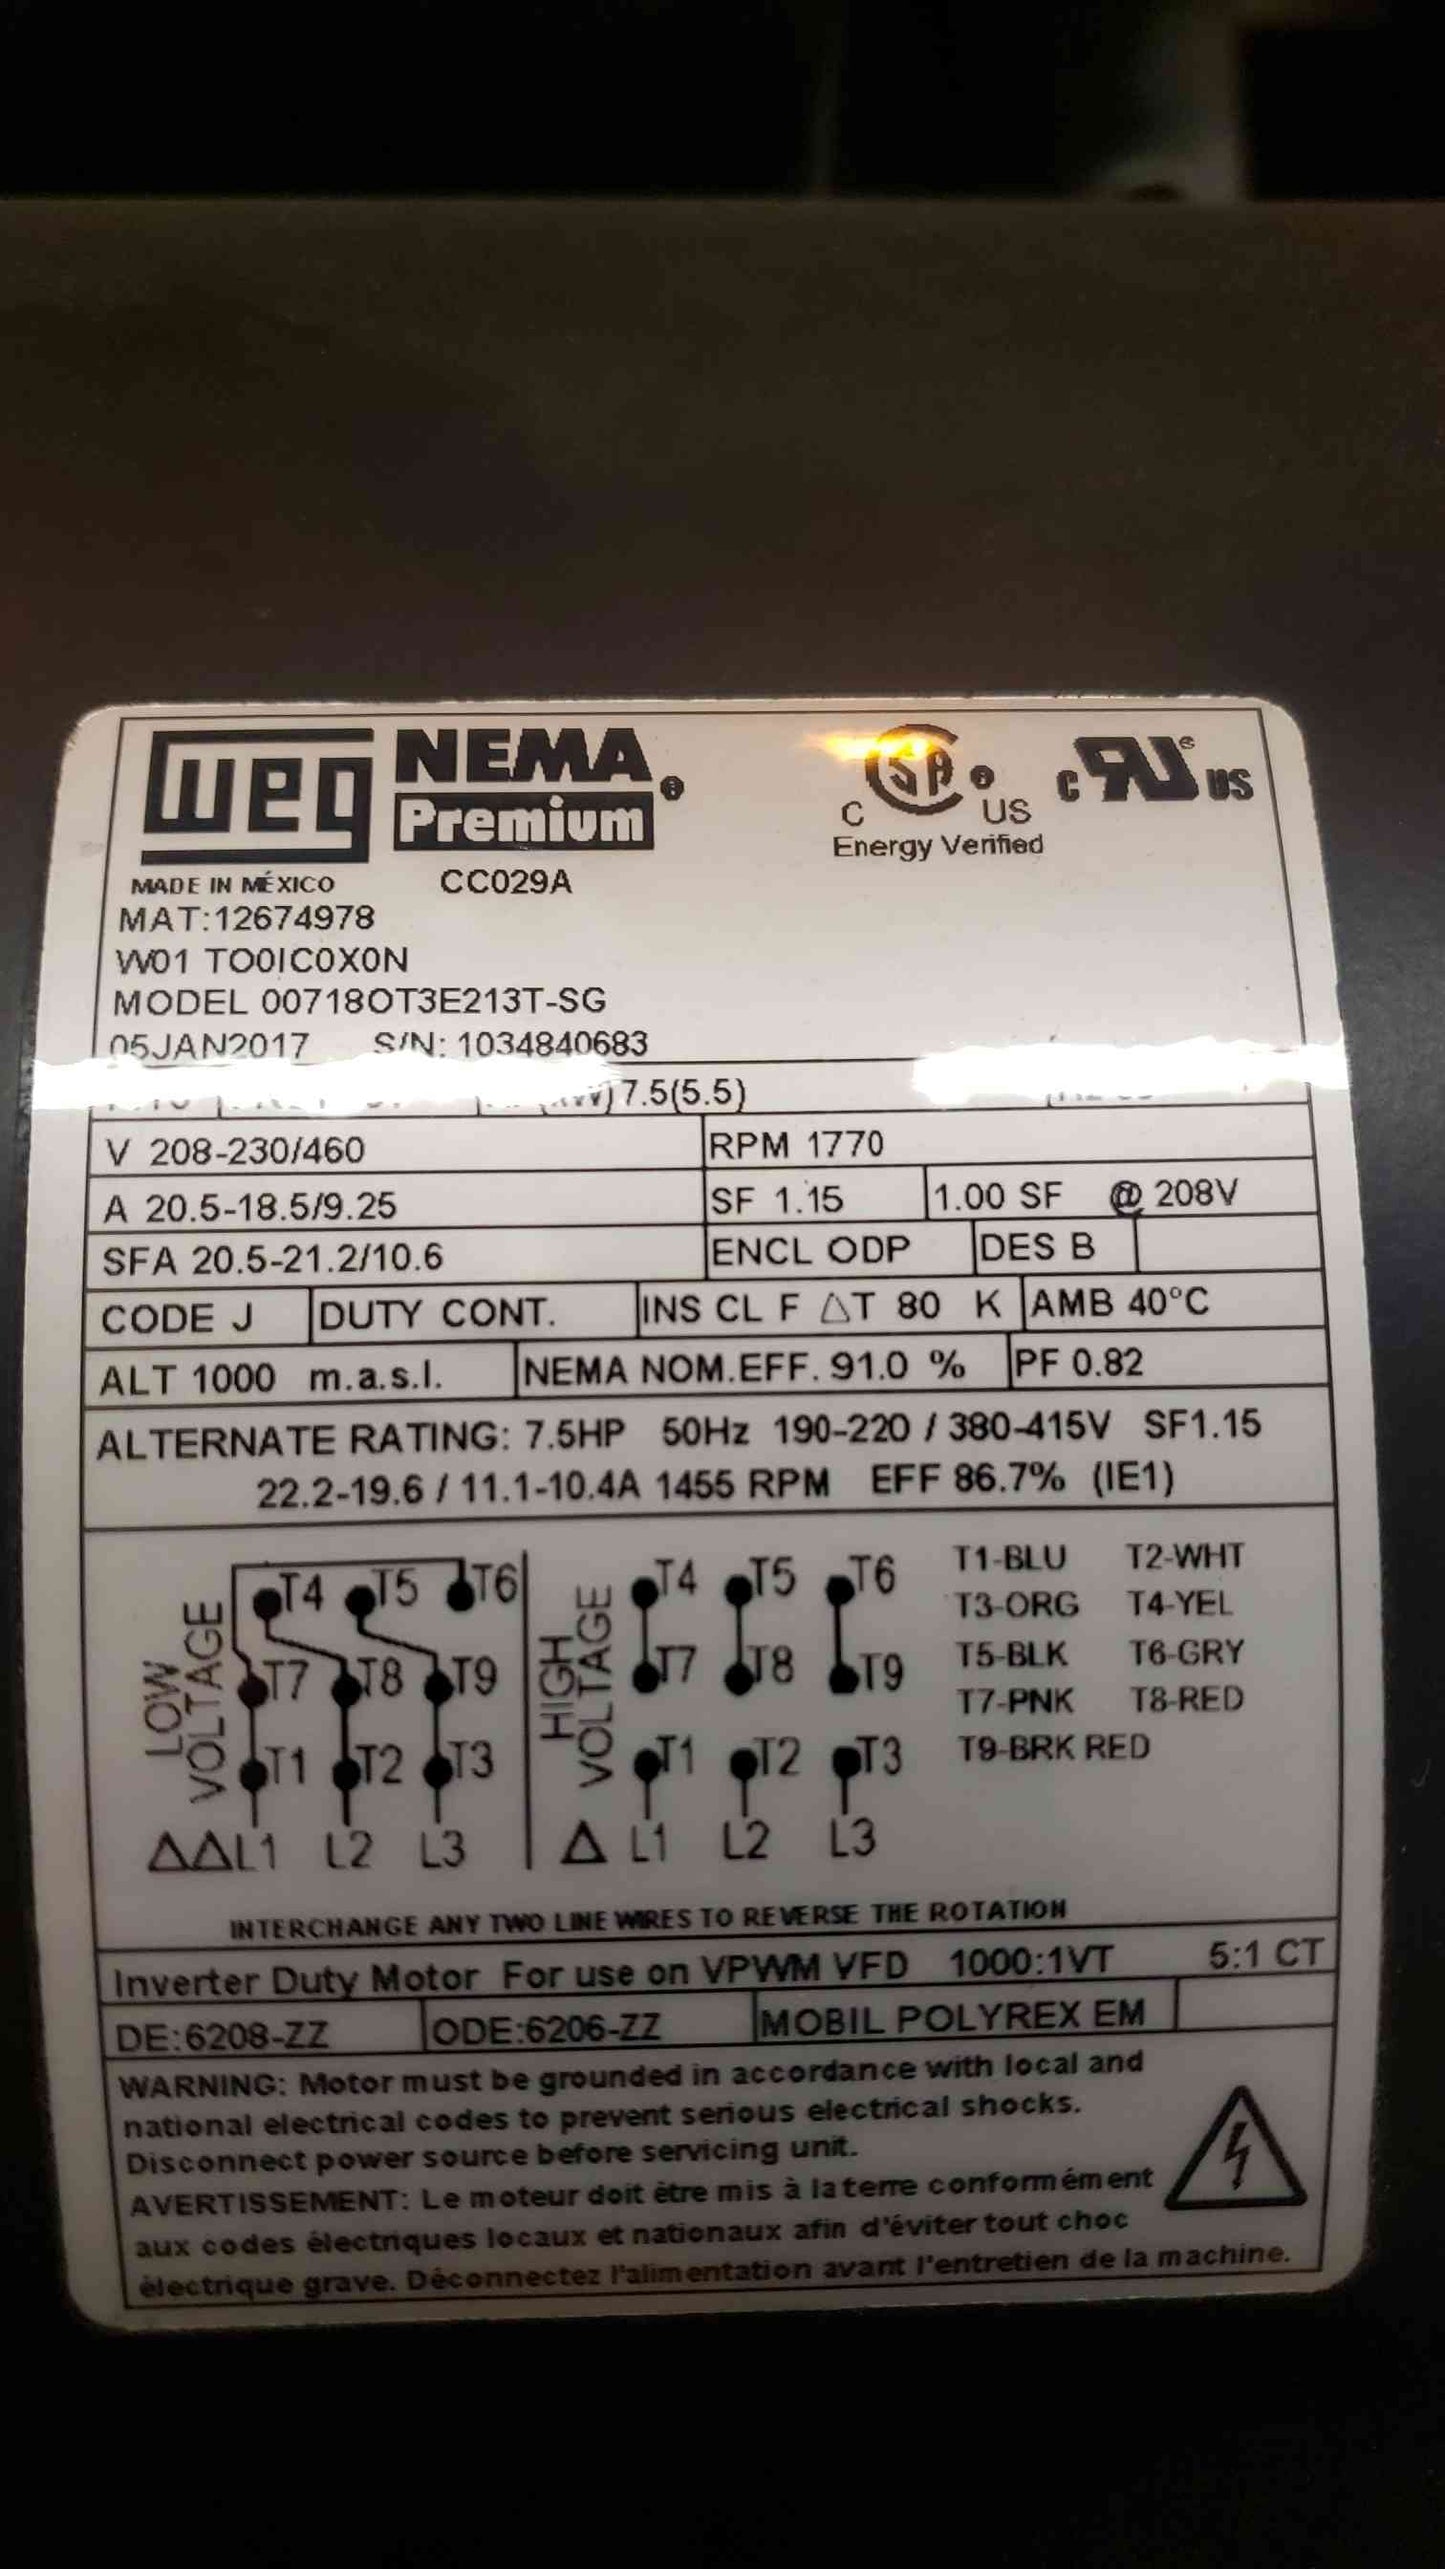 weg NEMA
Premium
C SA US C RU US
Energy Verified
MADE IN MÉXICO CC029A
MAT:12674978
W01 TO0IC0X0N
MODEL 00718OT3E213T-SG
05JAN2017 S/N: 1034840683
7.5(5.5)
V 208-230/460 RPM 1770
A 20.5-18.5/9.25 SF 1.15 1.00 SF @ 208V
SFA 20.5-21.2/10.6 ENCL ODP DES B
CODE J DUTY CONT. INS CL F △T 80 K AMB 40°C
ALT 1000 m.a.s.l. NEMA NOM.EFF. 91.0 % PF 0.82
ALTERNATE RATING: 7.5HP 50Hz 190-220 / 380-415V SF1.15
22.2-19.6 / 11.1-10.4A 1455 RPM EFF 86.7% (IE1)
LOW VOLTAGE
T4 T5 T6
T7 T8 T9
T1 T2 T3
△△ L1 L2 L3
HIGH VOLTAGE
T4 T5 T6
T7 T8 T9
T1 T2 T3
△ L1 L2 L3
T1-BLU T2-WHT
T3-ORG T4-YEL
T5-BLK T6-GRY
T7-PNK T8-RED
T9-BRK RED
INTERCHANGE ANY TWO LINE WIRES TO REVERSE THE ROTATION
Inverter Duty Motor For use on VPWM VFD 1000:1VT 5:1 CT
DE:6208-ZZ ODE:6206-ZZ MOBIL POLYREX EM
WARNING: Motor must be grounded in accordance with local and
national electrical codes to prevent serious electrical shocks.
Disconnect power source before servicing unit.
AVERTISSEMENT: Le moteur doit être mis à la terre conformément
aux codes électriques locaux et nationaux afin d'éviter tout choc
électrique grave. Déconnectez l'alimentation avant l'entretien de la machine.